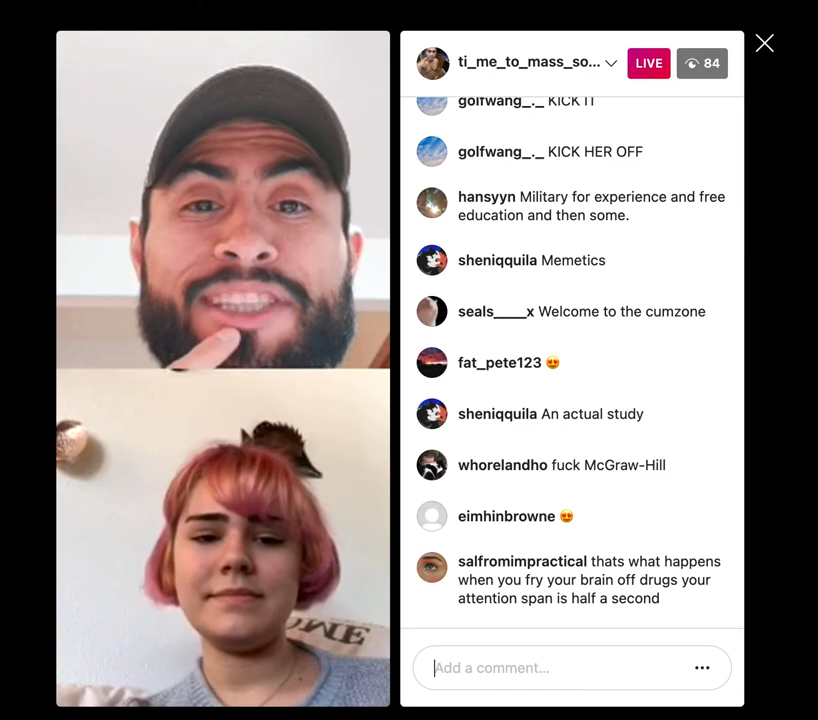 ti_me_to_mass_so...
LIVE
84
golfwang_._ KICK IT
golfwang_._ KICK HER OFF
hansyyn Military for experience and free
education and then some.
sheniqquila Memetics
seals____x Welcome to the cumzone
fat_pete123 😍
sheniqquila An actual study
whorelandho fuck McGraw-Hill
eimhinbrowne 😍
salfromimpractical thats what happens
when you fry your brain off drugs your
attention span is half a second
Add a comment...